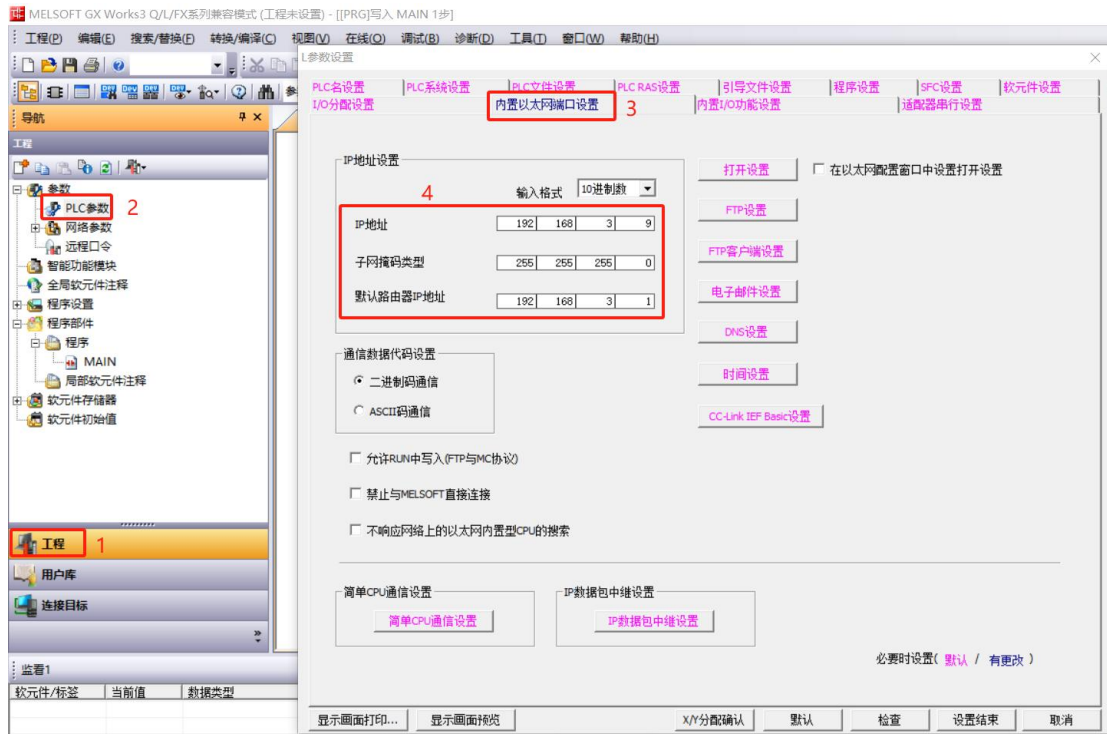 MELSOFT GX Works3 Q/L/FX系列兼容模式 (工程未设置) - [[PRG]写入 MAIN 1步]
工程(P) 编辑(E) 搜索/替换(F) 转换/编译(C) 视图(V) 在线(O) 调试(B) 诊断(D) 工具(T) 窗口(W) 帮助(H)
L参数设置
PLC名设置 PLC系统设置 PLC文件设置 PLC RAS设置 引导文件设置 程序设置 SFC设置 软元件设置
I/O分配设置 内置以太网端口设置 3 内置I/O功能设置 适配器串行设置
导航
工程
参数
PLC参数 2
网络参数
远程口令
智能功能模块
全局软元件注释
程序设置
程序部件
程序
MAIN
局部软元件注释
软元件存储器
软元件初始值
工程 1
用户库
连接目标
监看1
软元件/标签 当前值 数据类型
IP地址设置
4 输入格式 10进制数
IP地址 192 168 3 9
子网掩码类型 255 255 255 0
默认路由器IP地址 192 168 3 1
通信数据代码设置
二进制码通信
ASCII码通信
打开设置 在以太网配置窗口中设置打开设置
FTP设置
FTP客户端设置
电子邮件设置
DNS设置
时间设置
CC-Link IEF Basic设置
允许RUN中写入(FTP与MC协议)
禁止与MELSOFT直接连接
不响应网络上的以太网内置型CPU的搜索
简单CPU通信设置 IP数据包中继设置
简单CPU通信设置 IP数据包中继设置
必要时设置( 默认 / 有更改 )
显示画面打印... 显示画面预览 X/Y分配确认 默认 检查 设置结束 取消